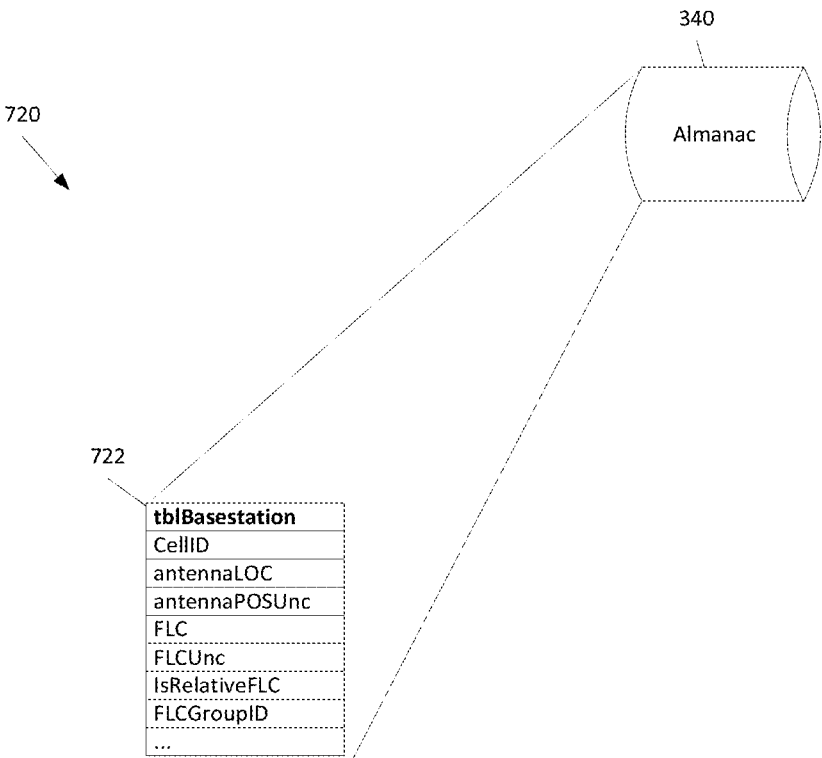 340
720
Almanac
722
tblBasestation
CellID
antennaLOC
antennaPOSUnc
FLC
FLCUnc
IsRelativeFLC
FLCGroupID
...